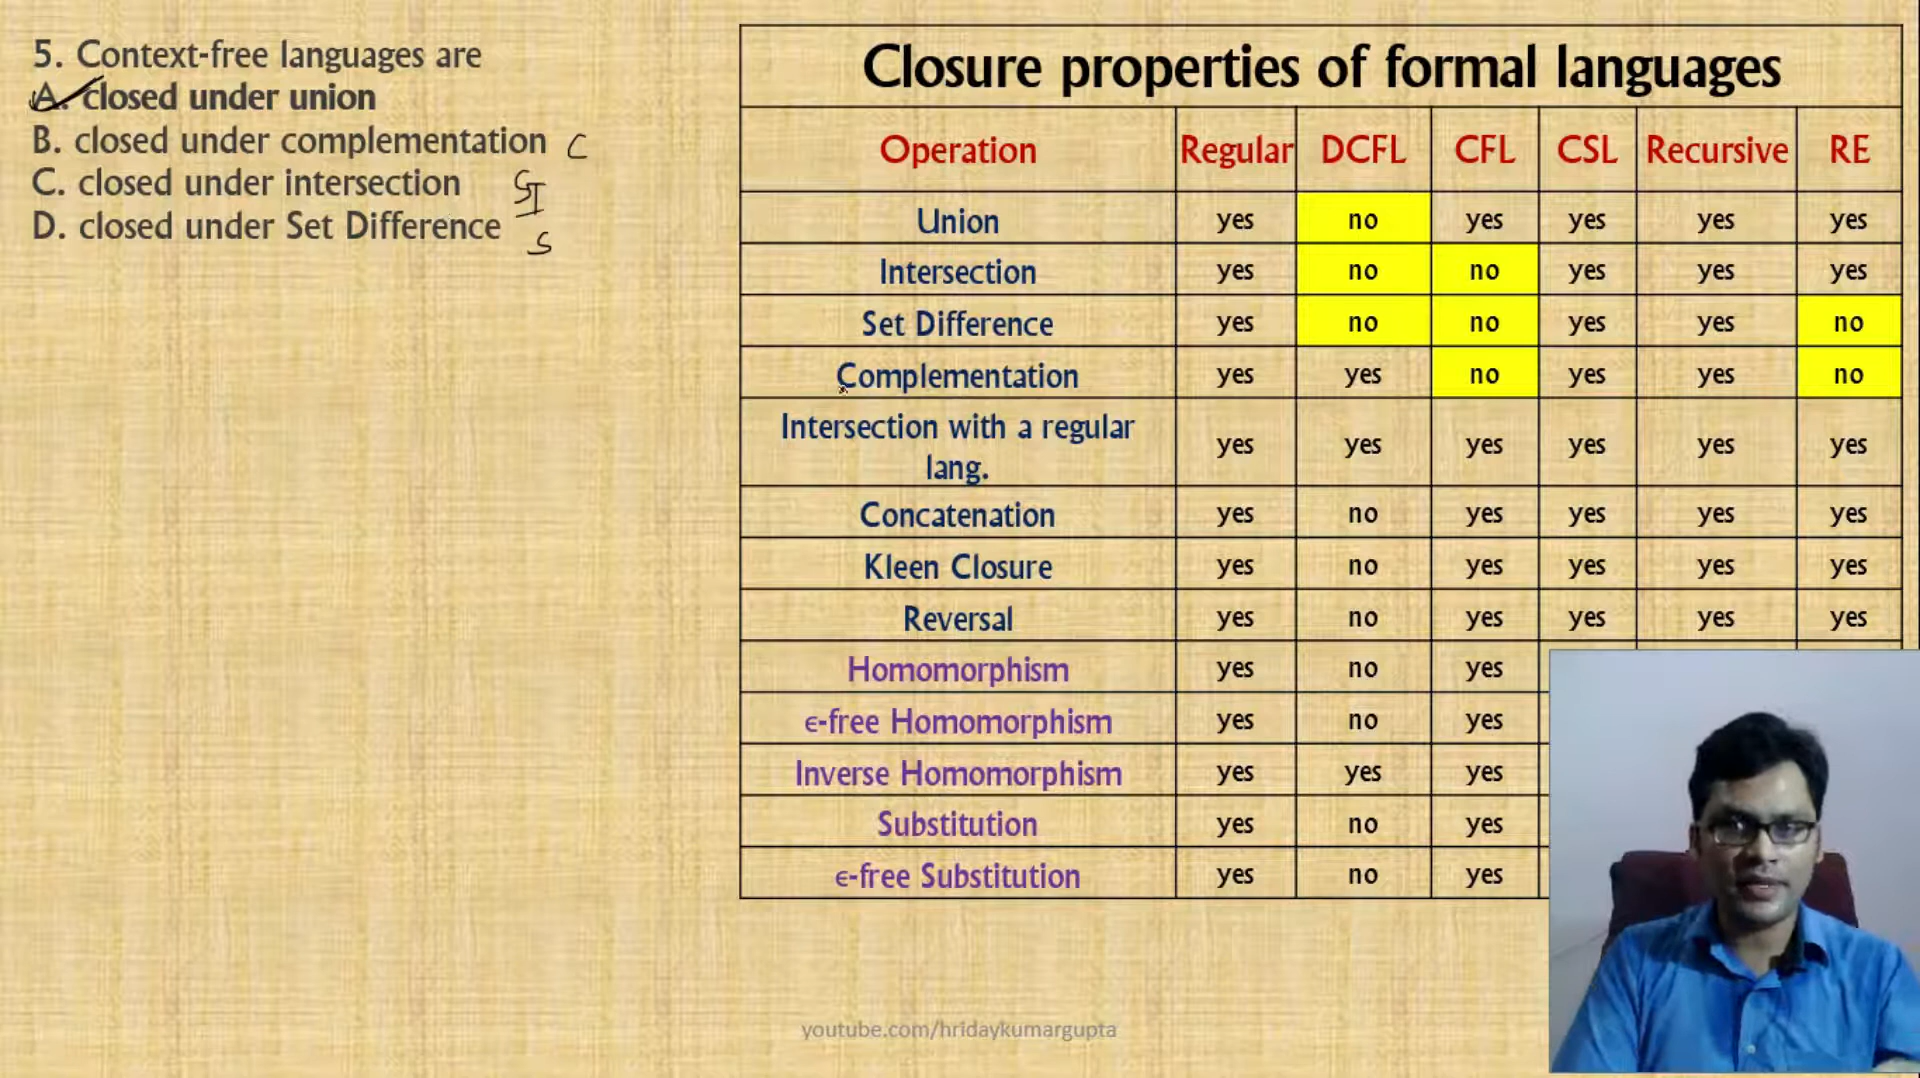 5. Context-free languages are
A. closed under union
B. closed under complementation C
C. closed under intersection
D. closed under Set Difference S
Closure properties of formal languages
Operation Regular DCFL CFL CSL Recursive RE
Union yes no yes yes yes yes
Intersection yes no no yes yes yes
Set Difference yes no no yes yes no
Complementation yes yes no yes yes no
Intersection with a regular
lang. yes yes yes yes yes yes
Concatenation yes no yes yes yes yes
Kleen Closure yes no yes yes yes yes
Reversal yes no yes yes yes yes
Homomorphism yes no yes
ϵ-free Homomorphism yes no yes
Inverse Homomorphism yes yes yes
Substitution yes no yes
ϵ-free Substitution yes no yes
youtube.com/hridaykumargupta